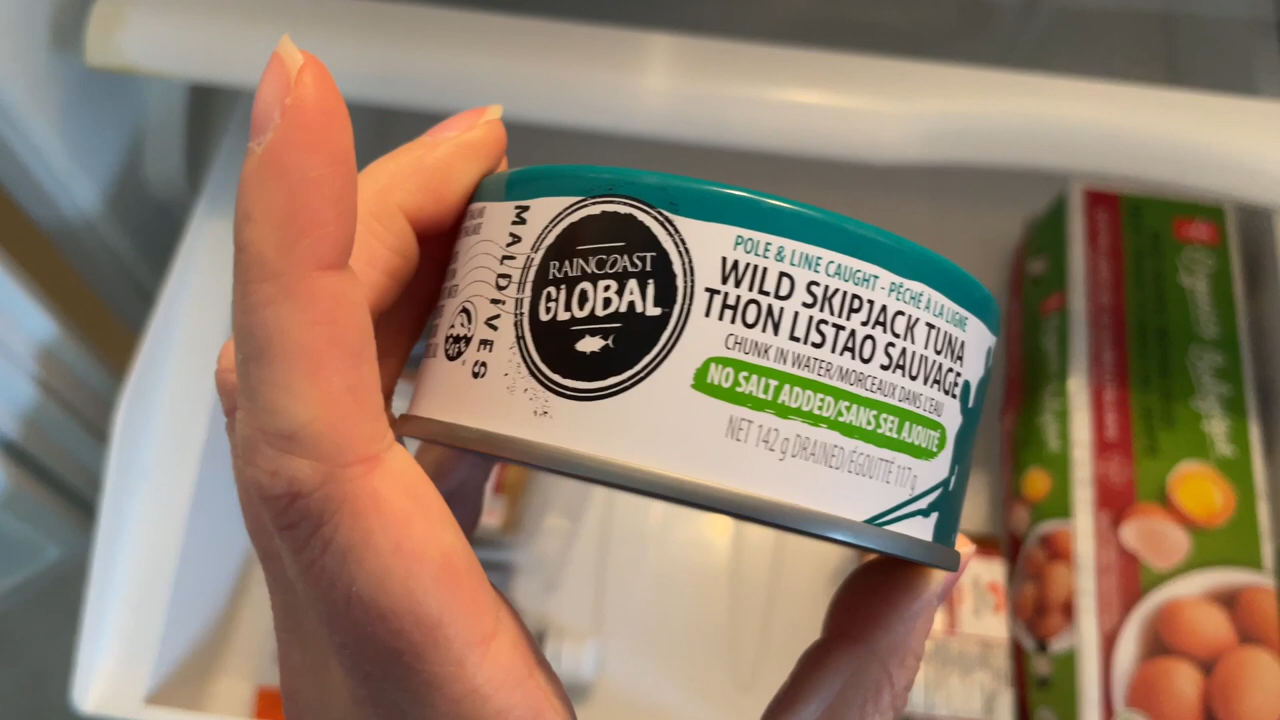 MALDIVES
RAINCOAST
GLOBAL
POLE & LINE CAUGHT - PÊCHÉ À LA LIGNE
WILD SKIPJACK TUNA
THON LISTAO SAUVAGE
CHUNK IN WATER/MORCEAUX DANS L'EAU
NO SALT ADDED/SANS SEL AJOUTÉ
NET 142 g DRAINED/ÉGOUTTÉ 117 g